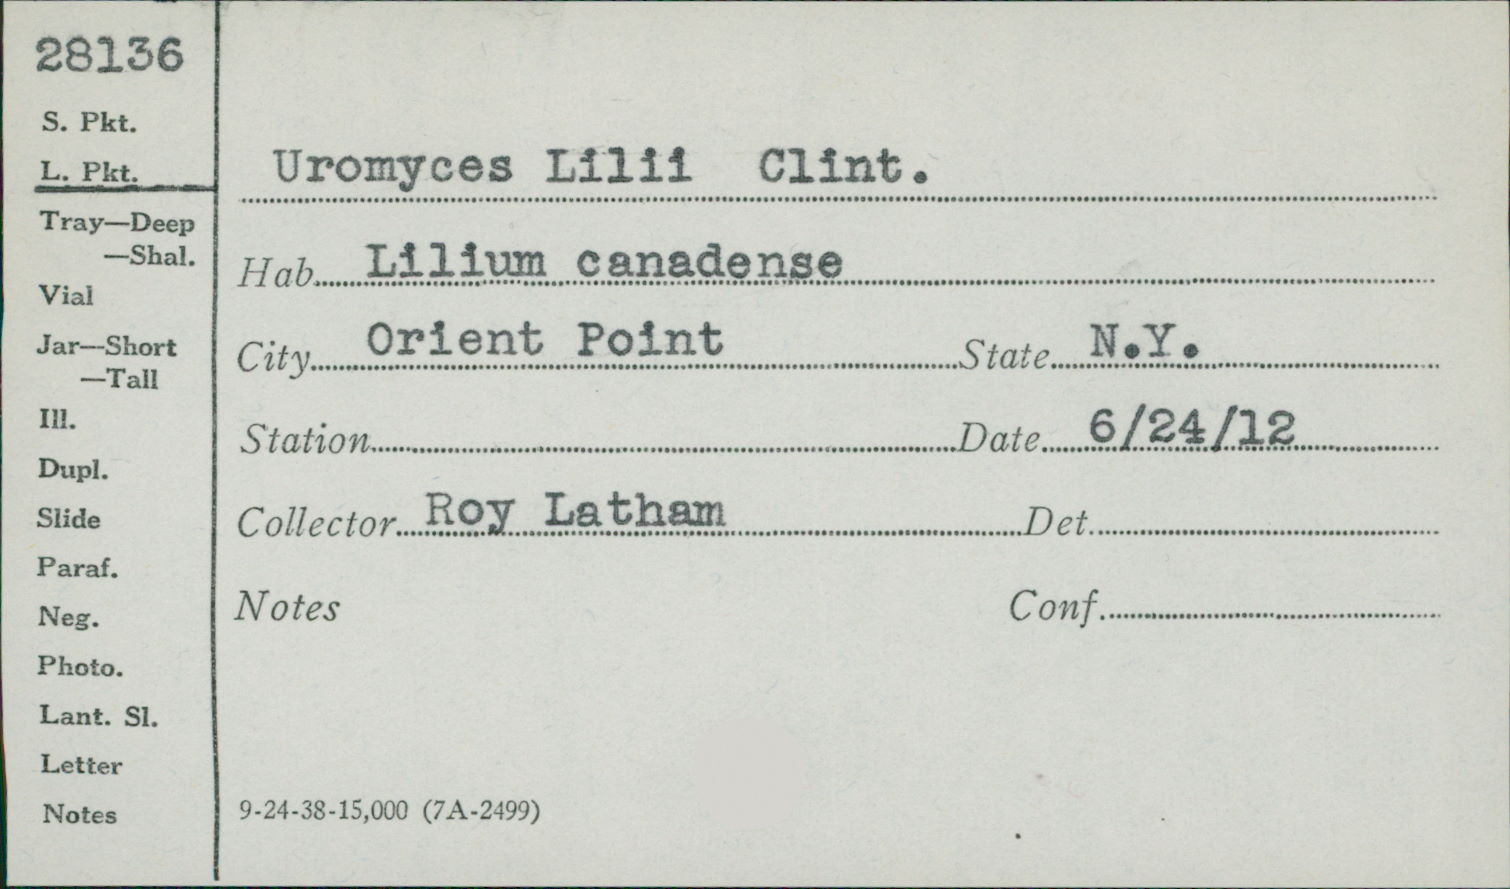 28136
S. Pkt.
L. Pkt.
Tray—Deep
—Shal.
Vial
Jar—Short
—Tall
Ill.
Dupl.
Slide
Paraf.
Neg.
Photo.
Lant. Sl.
Letter
Notes
Uromyces Lilii Clint.
Hab. Lilium canadense
City Orient Point State N.Y.
Station Date 6/24/12
Collector Roy Latham Det.
Notes Conf.
9-24-38-15,000 (7A-2499)